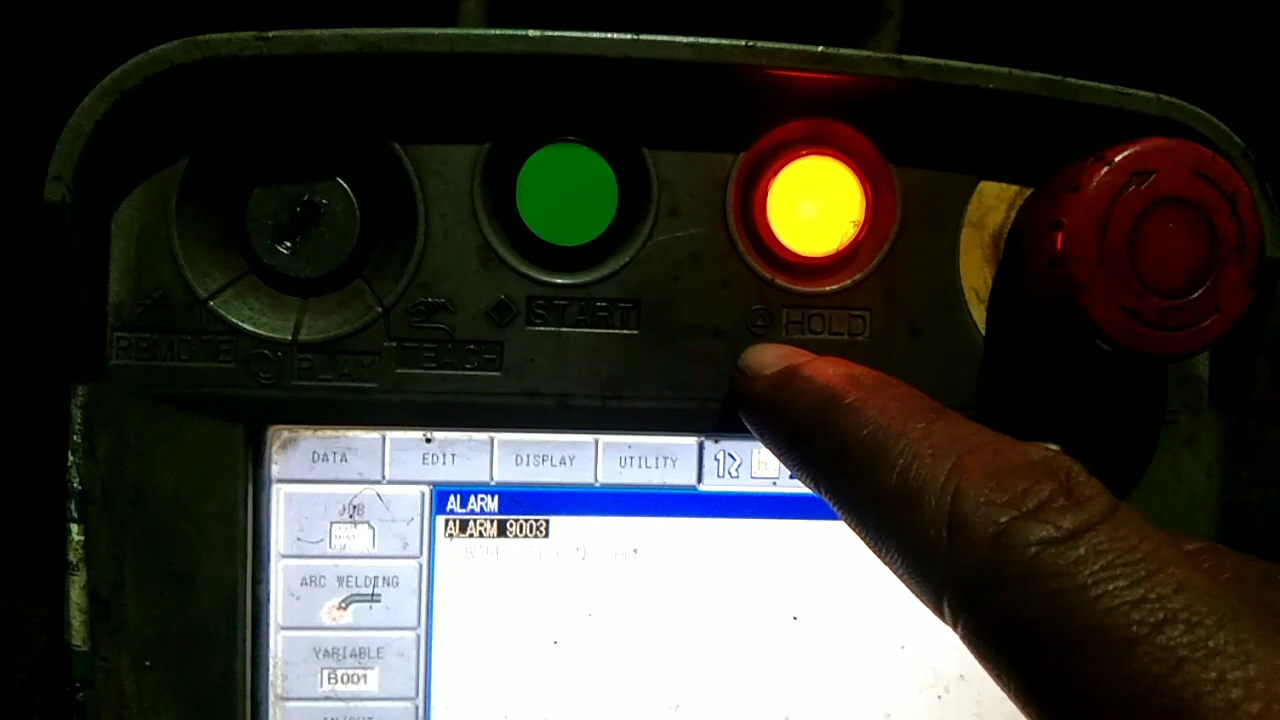 START
HOLD
REMOTE
PLAY
TEACH
DATA
EDIT
DISPLAY
UTILITY
ALARM
ALARM 9003
JOB
ARC WELDING
VARIABLE
B001